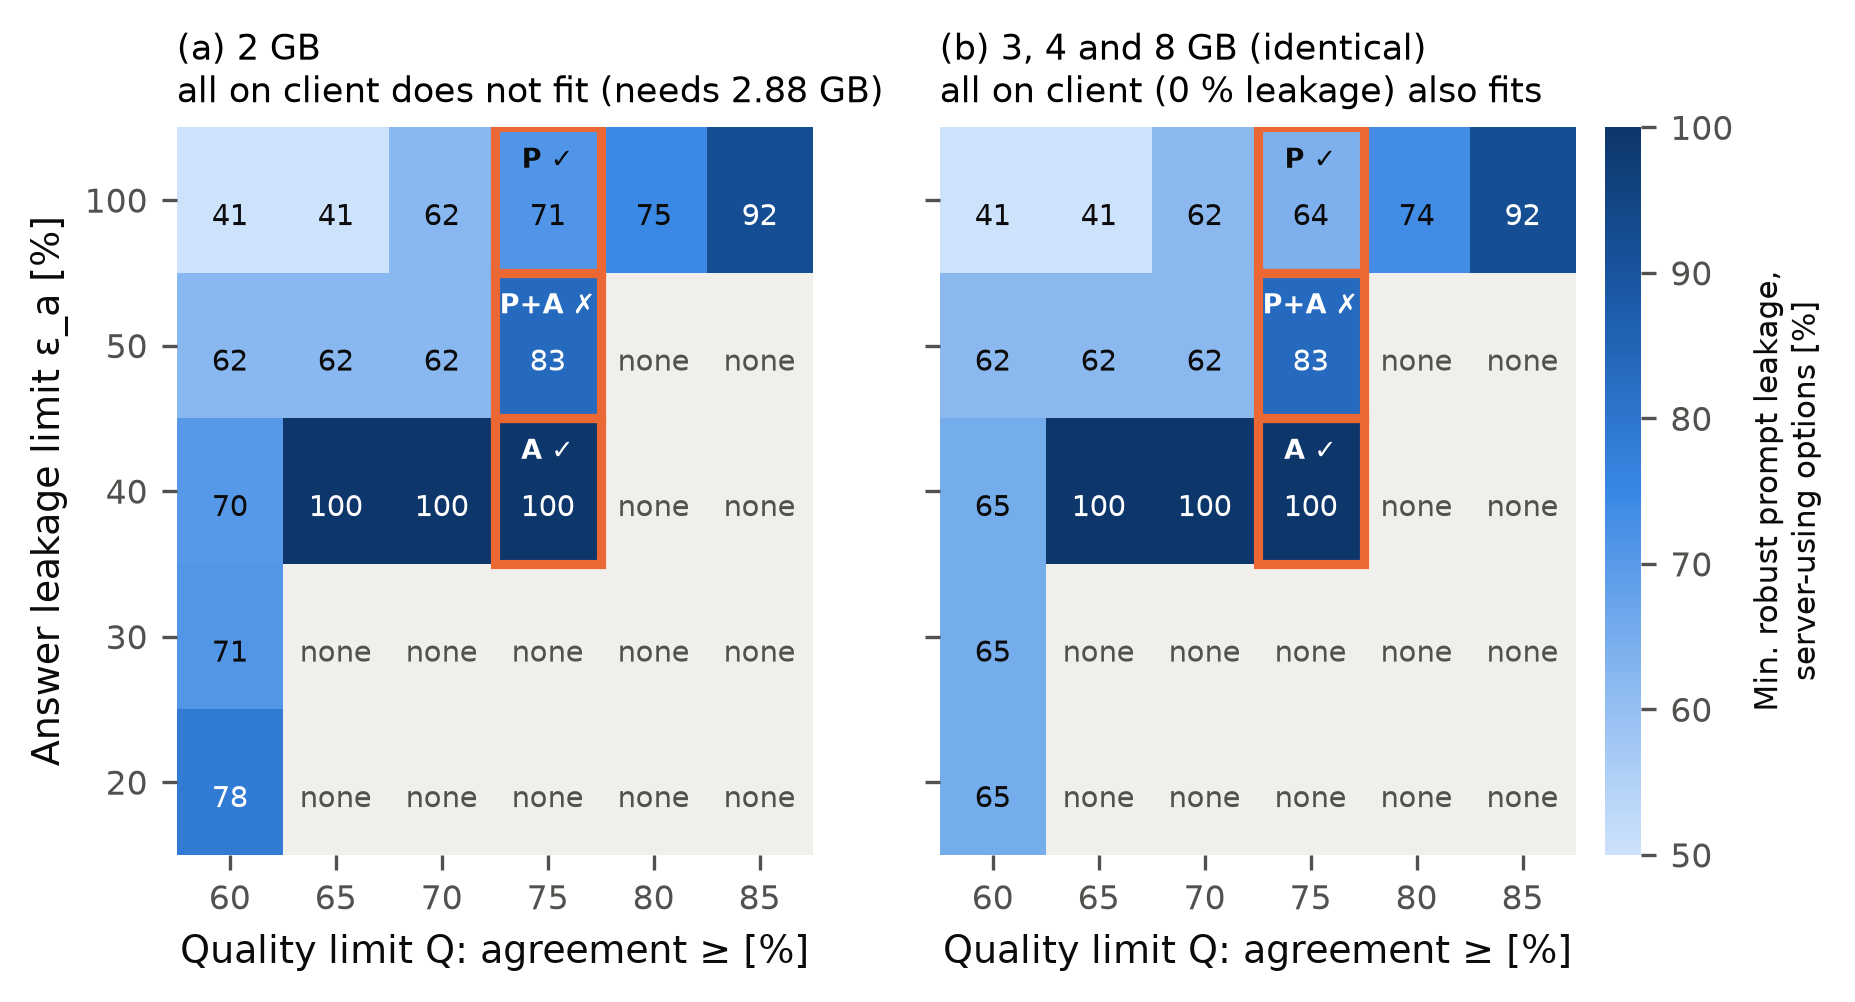 (a) 2 GB
all on client does not fit (needs 2.88 GB)
(b) 3, 4 and 8 GB (identical)
all on client (0 % leakage) also fits
Answer leakage limit ε_a [%]
P ✓
100 41 41 62 71 75 92
P+A ✗
50 62 62 62 83 none none
A ✓
40 70 100 100 100 none none
30 71 none none none none none
20 78 none none none none none
60 65 70 75 80 85
Quality limit Q: agreement ≥ [%]
P ✓
41 41 62 64 74 92
P+A ✗
62 62 62 83 none none
A ✓
65 100 100 100 none none
65 none none none none none
65 none none none none none
60 65 70 75 80 85
Quality limit Q: agreement ≥ [%]
100
90
80
70
60
50
Min. robust prompt leakage,
server-using options [%]